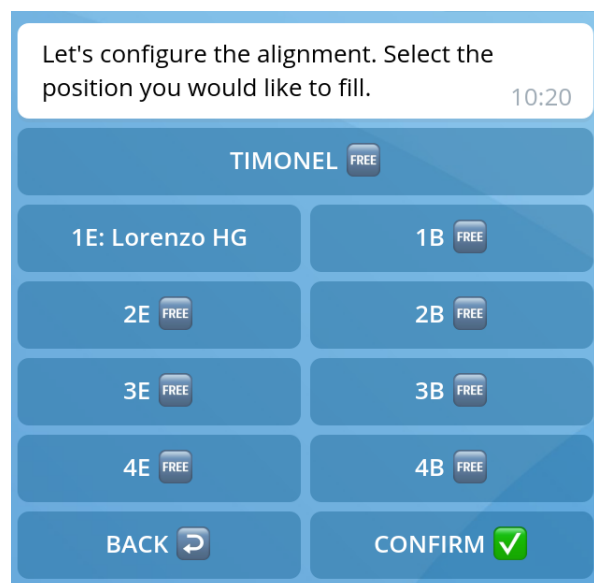 Let's configure the alignment. Select the
position you would like to fill.
10:20
TIMONEL FREE
1E: Lorenzo HG
1B FREE
2E FREE
2B FREE
3E FREE
3B FREE
4E FREE
4B FREE
BACK
CONFIRM